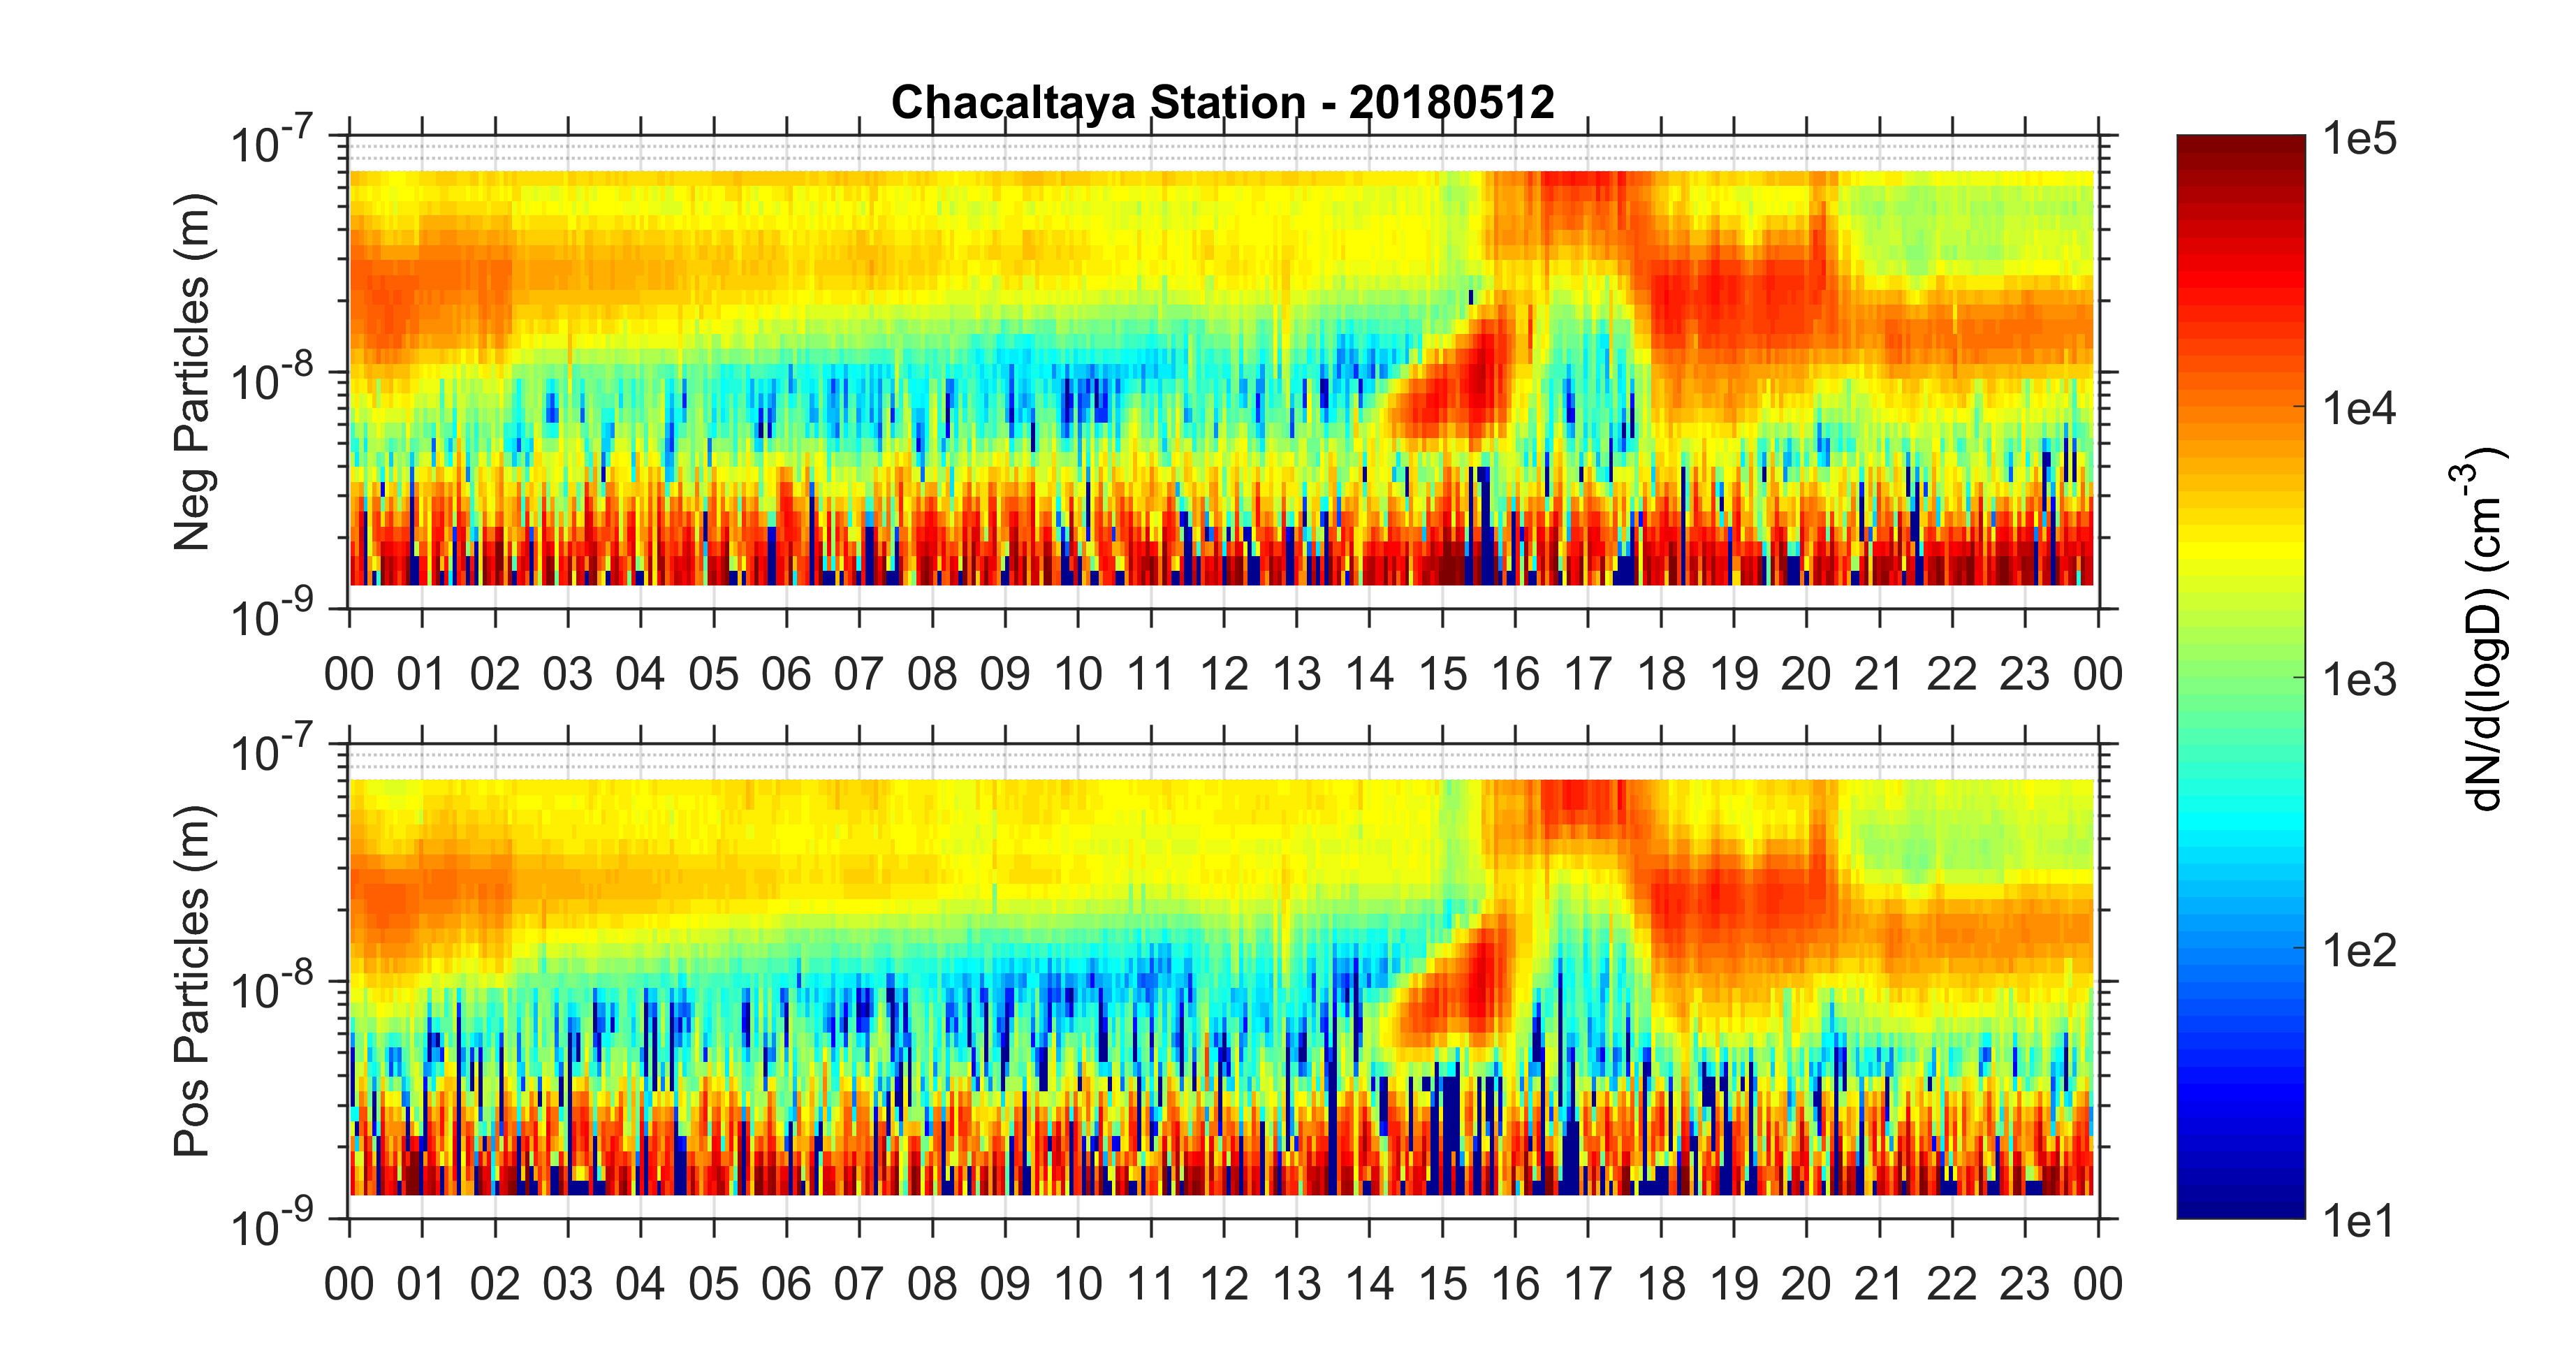 Chacaltaya Station - 20180512
10^-7
10^-8
10^-9
Neg Particles (m)
00 01 02 03 04 05 06 07 08 09 10 11 12 13 14 15 16 17 18 19 20 21 22 23 00
10^-7
10^-8
10^-9
Pos Particles (m)
00 01 02 03 04 05 06 07 08 09 10 11 12 13 14 15 16 17 18 19 20 21 22 23 00
1e5
1e4
1e3
1e2
1e1
dN/d(logD) (cm^-3)